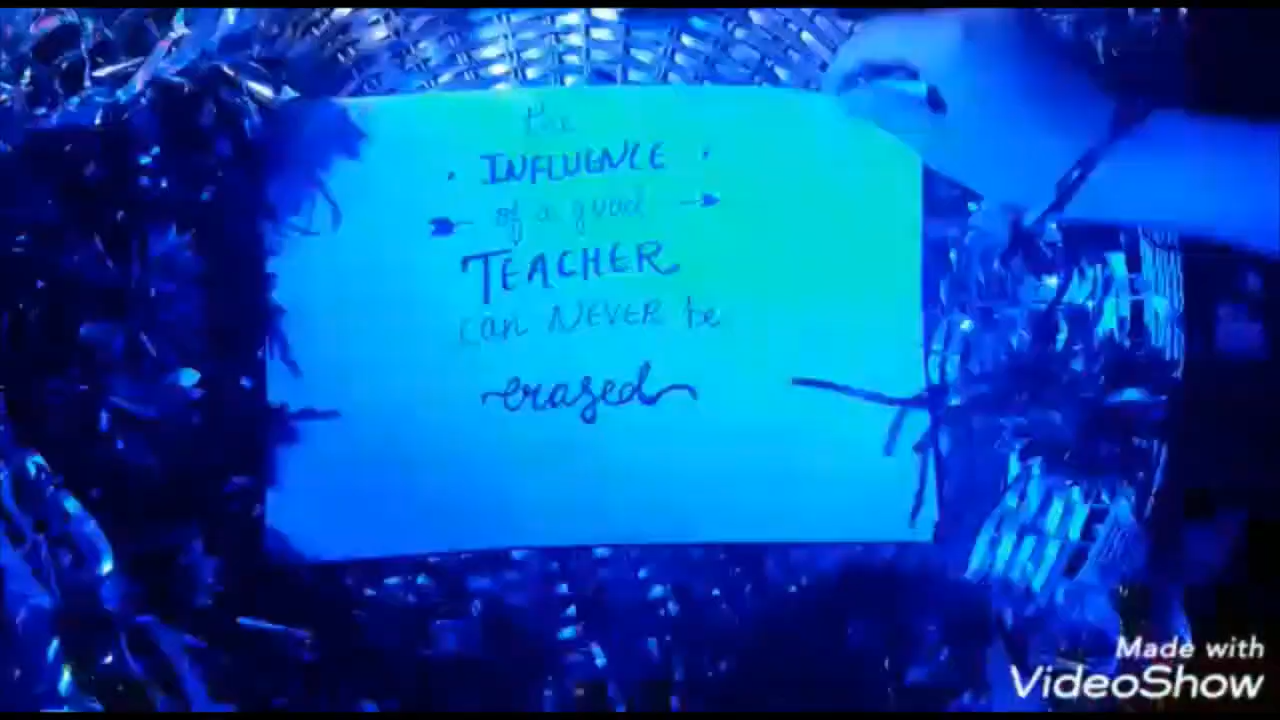 the
INFLUENCE
of a good
TEACHER
can NEVER be
erased
Made with
VideoShow